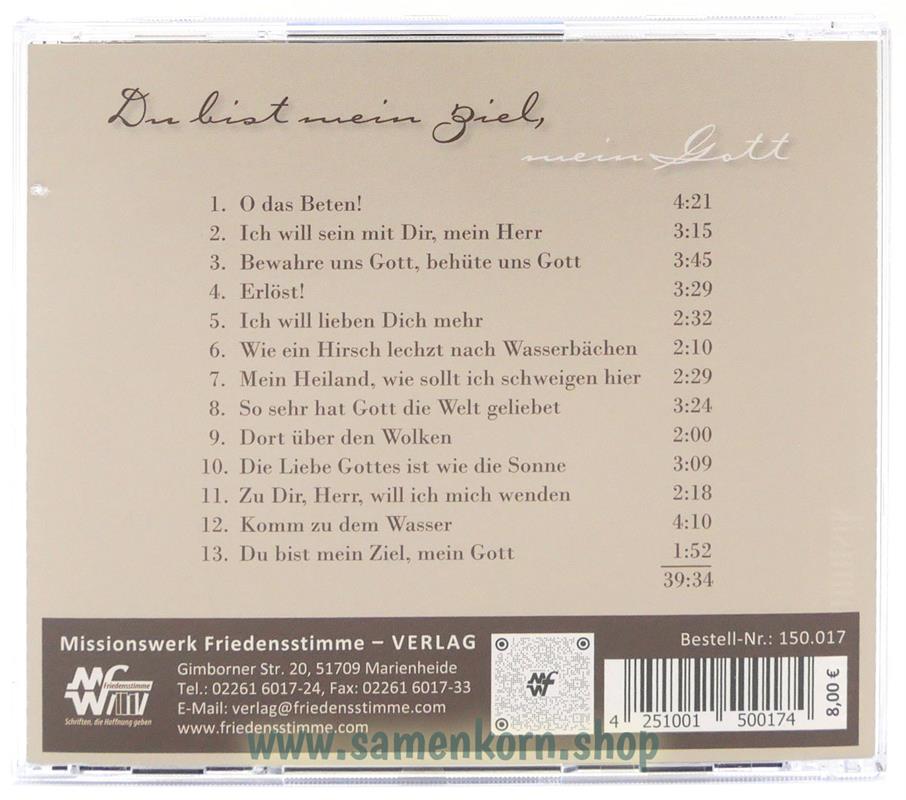 Du bist mein Ziel,
mein Gott
1. O das Beten! 4:21
2. Ich will sein mit Dir, mein Herr 3:15
3. Bewahre uns Gott, behüte uns Gott 3:45
4. Erlöst! 3:29
5. Ich will lieben Dich mehr 2:32
6. Wie ein Hirsch lechzt nach Wasserbächen 2:10
7. Mein Heiland, wie sollt ich schweigen hier 2:29
8. So sehr hat Gott die Welt geliebet 3:24
9. Dort über den Wolken 2:00
10. Die Liebe Gottes ist wie die Sonne 3:09
11. Zu Dir, Herr, will ich mich wenden 2:18
12. Komm zu dem Wasser 4:10
13. Du bist mein Ziel, mein Gott 1:52
39:34
Missionswerk Friedensstimme – VERLAG
Gimborner Str. 20, 51709 Marienheide
Tel.: 02261 6017-24, Fax: 02261 6017-33
E-Mail: verlag@friedensstimme.com
www.friedensstimme.com
MFW
Friedensstimme
Schriften, die Hoffnung geben
MFW
Bestell-Nr.: 150.017
4 251001 500174
8,00 €
www.samenkorn.shop